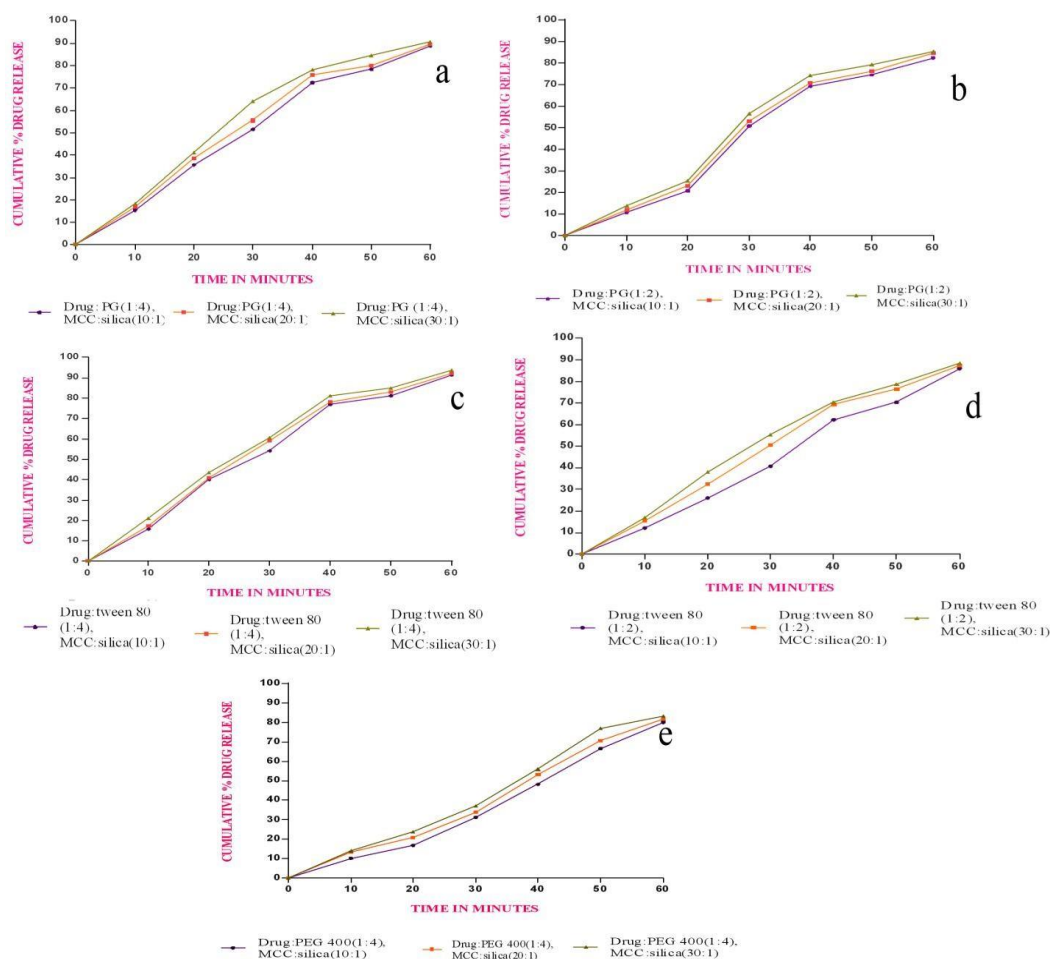 CUMULATIVE % DRUG RELEASE
100
90
80
70
60
50
40
30
20
10
0
a
0 10 20 30 40 50 60
TIME IN MINUTES
Drug:PG(1:4),
MCC:silica(10:1)
Drug:PG(1:4),
MCC:silica(20:1)
Drug:PG (1:4),
MCC:silica(30:1)
CUMULATIVE % DRUG RELEASE
100
90
80
70
60
50
40
30
20
10
0
b
0 10 20 30 40 50 60
TIME IN MINUTES
Drug:PG(1:2),
MCC:silica(10:1)
Drug:PG(1:2),
MCC:silica(20:1)
Drug:PG(1:2)
MCC:silica(30:1)
CUMULATIVE % DRUG RELEASE
100
90
80
70
60
50
40
30
20
10
0
c
0 10 20 30 40 50 60
TIME IN MINUTES
Drug:tween 80
(1:4),
MCC:silica(10:1)
Drug:tween 80
(1:4),
MCC:silica(20:1)
Drug:tween 80
(1:4),
MCC:silica(30:1)
CUMULATIVE % DRUG RELEASE
100
90
80
70
60
50
40
30
20
10
0
d
0 10 20 30 40 50 60
TIME IN MINUTES
Drug:tween 80
(1:2),
MCC:silica(10:1)
Drug:tween 80
(1:2),
MCC:silica(20:1)
Drug:tween 80
(1:2),
MCC:silica(30:1)
CUMULATIVE % DRUG RELEASE
100
90
80
70
60
50
40
30
20
10
0
e
0 10 20 30 40 50 60
TIME IN MINUTES
Drug:PEG 400(1:4),
MCC:silica(10:1)
Drug:PEG 400(1:4),
MCC:silica(20:1)
Drug:PEG 400(1:4),
MCC:silica(30:1)